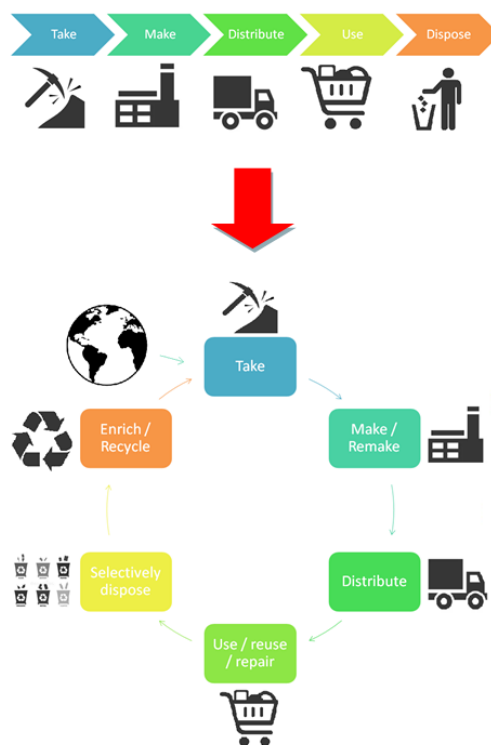 Take
Make
Distribute
Use
Dispose
Take
Make /
Remake
Distribute
Use / reuse
/ repair
Selectively
dispose
Enrich /
Recycle